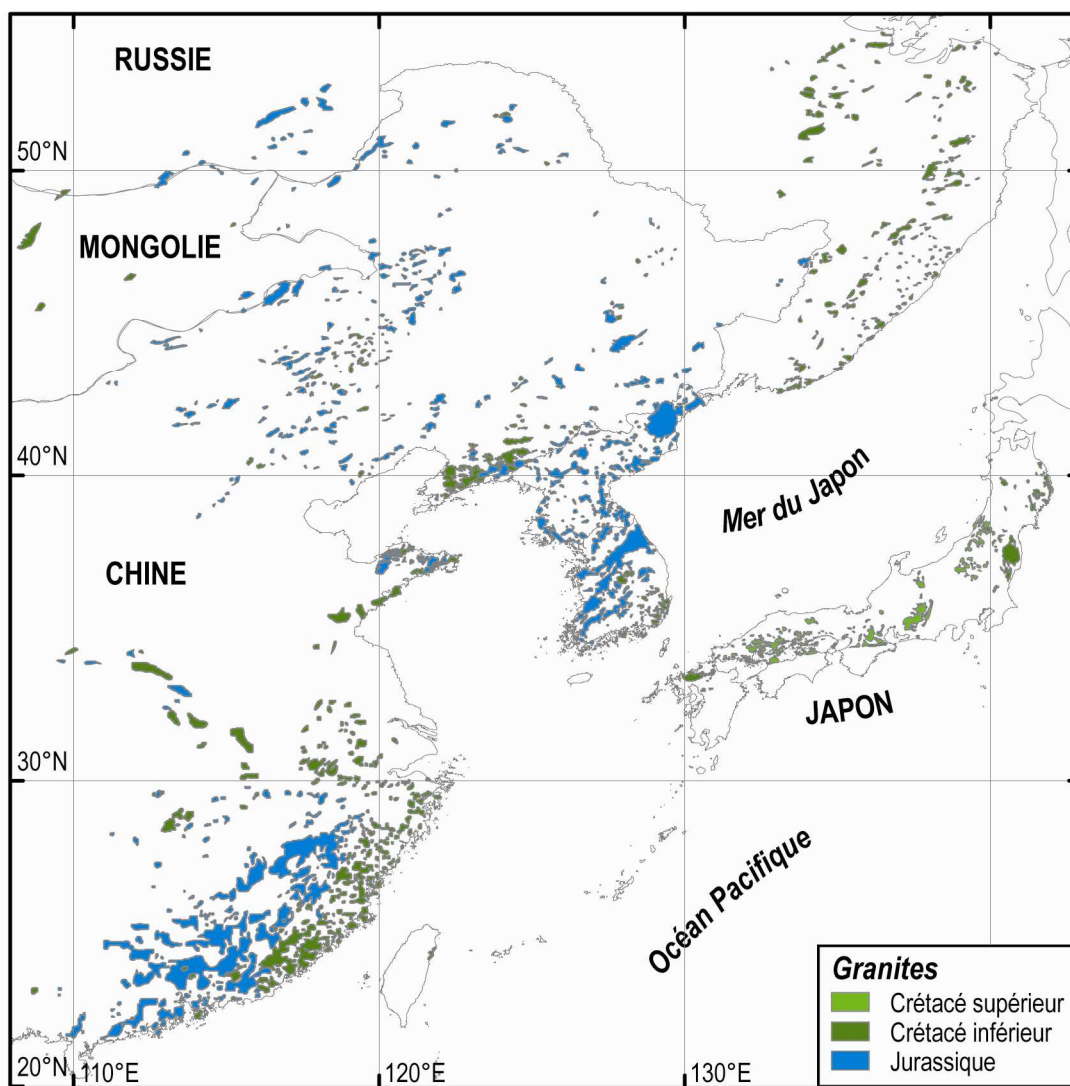 RUSSIE
50°N
MONGOLIE
40°N
Mer du Japon
CHINE
JAPON
30°N
Océan Pacifique
Granites
Crétacé supérieur
Crétacé inférieur
Jurassique
20°N
110°E
120°E
130°E